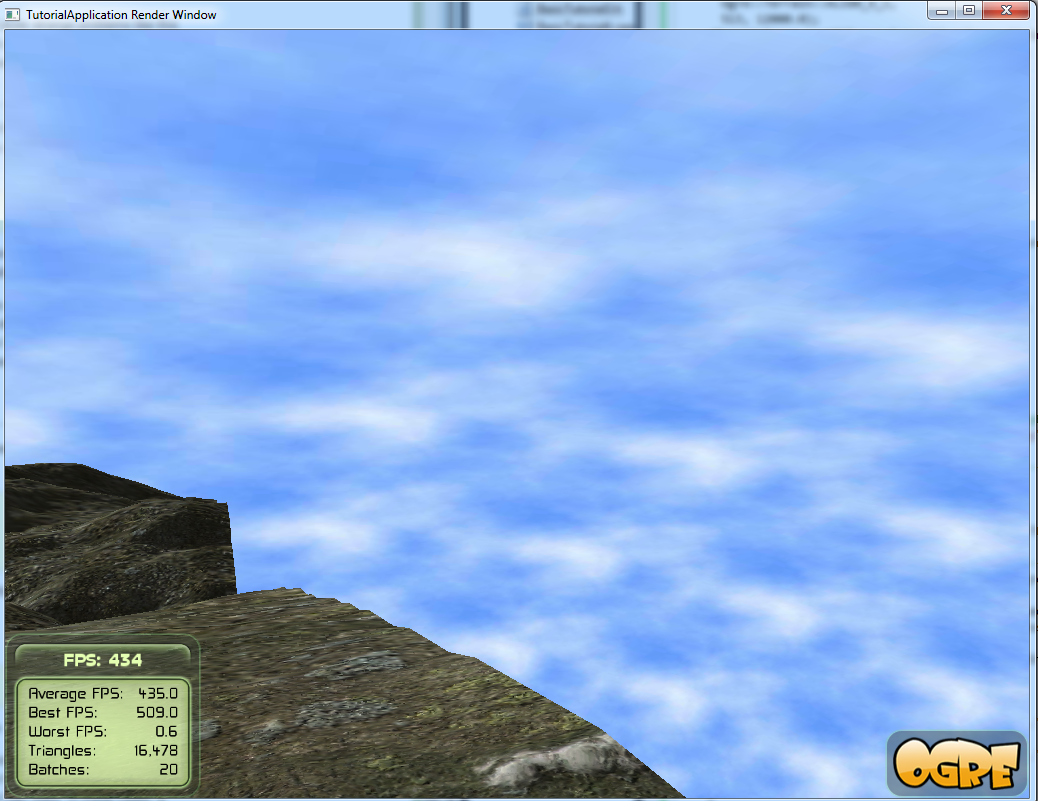 TutorialApplication Render Window
FPS: 434
Average FPS: 435.0
Best FPS: 509.0
Worst FPS: 0.6
Triangles: 16,478
Batches: 20
OGRE